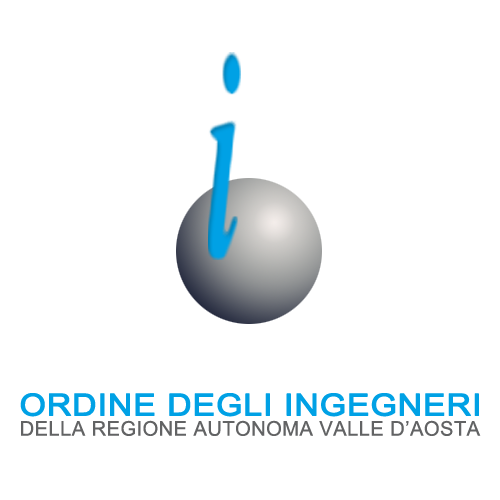 i
ORDINE DEGLI INGEGNERI
DELLA REGIONE AUTONOMA VALLE D'AOSTA